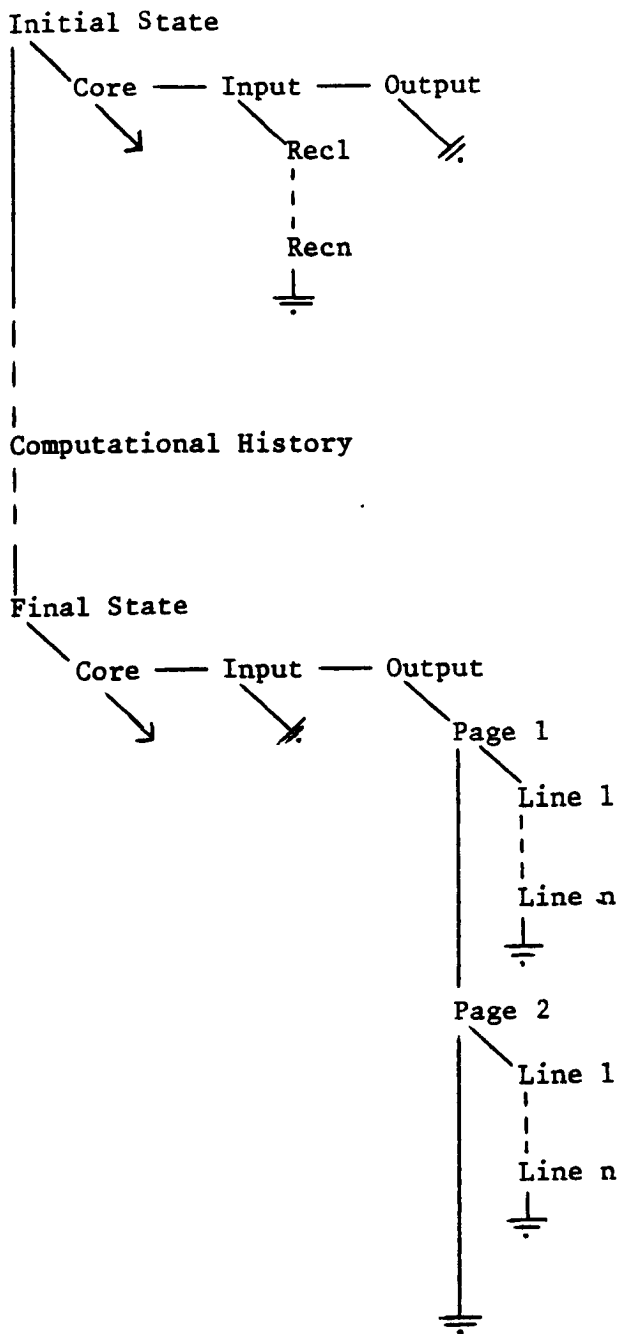 Initial State
Core Input Output
Rec1
Recn
Computational History
Final State
Core Input Output
Page 1
Line 1
Line n
Page 2
Line 1
Line n